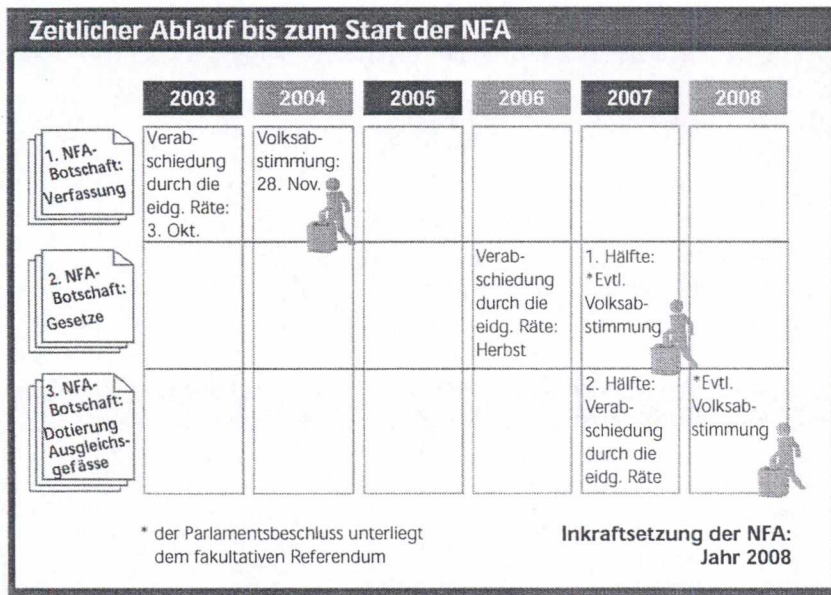 Zeitlicher Ablauf bis zum Start der NFA
2003 2004 2005 2006 2007 2008
1. NFA-
Botschaft:
Verfassung
Verab-
schiedung
durch die
eidg. Räte:
3. Okt.
Volksab-
stimmung:
28. Nov.
2. NFA-
Botschaft:
Gesetze
Verab-
schiedung
durch die
eidg. Räte:
Herbst
1. Hälfte:
*Evtl.
Volksab-
stimmung
3. NFA-
Botschaft:
Dotierung
Ausgleichs-
gefässe
2. Hälfte:
Verab-
schiedung
durch die
eidg. Räte
*Evtl.
Volksab-
stimmung
* der Parlamentsbeschluss unterliegt
dem fakultativen Referendum
Inkraftsetzung der NFA:
Jahr 2008